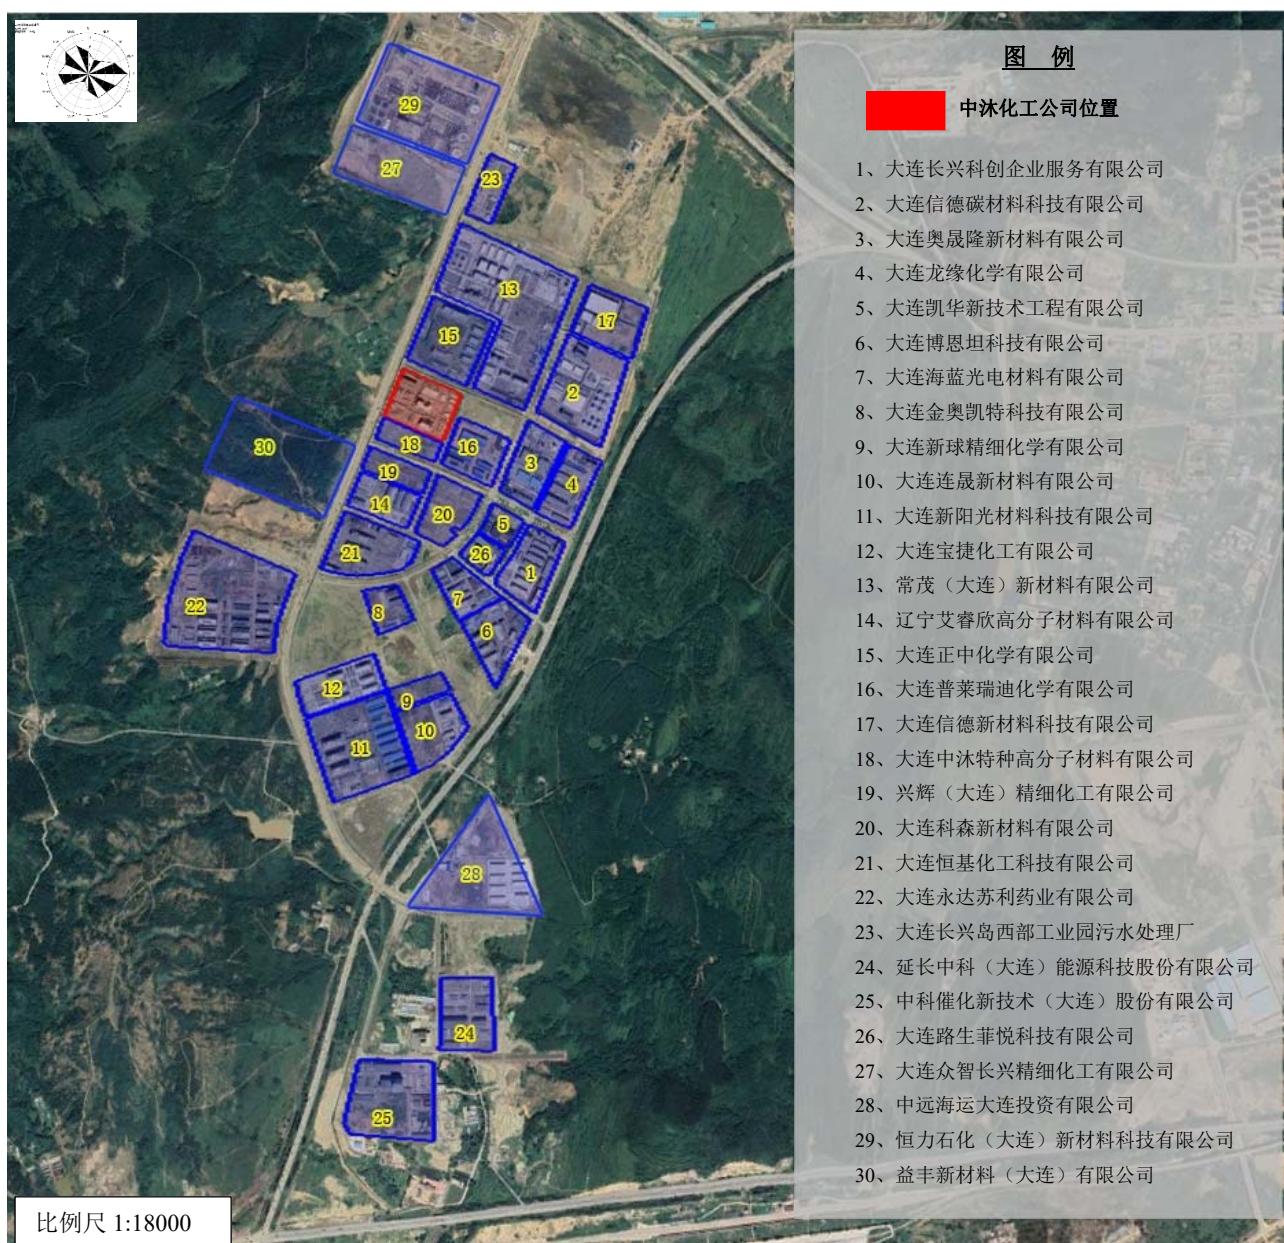 图 例
中沐化工公司位置
1、大连长兴科创企业服务有限公司
2、大连信德碳材料科技有限公司
3、大连奥晟隆新材料有限公司
4、大连龙缘化学有限公司
5、大连凯华新技术工程有限公司
6、大连博恩坦科技有限公司
7、大连海蓝光电材料有限公司
8、大连金奥凯特科技有限公司
9、大连新球精细化学有限公司
10、大连连晟新材料有限公司
11、大连新阳光材料科技有限公司
12、大连宝捷化工有限公司
13、常茂（大连）新材料有限公司
14、辽宁艾睿欣高分子材料有限公司
15、大连正中化学有限公司
16、大连普莱瑞迪化学有限公司
17、大连信德新材料科技有限公司
18、大连中沐特种高分子材料有限公司
19、兴辉（大连）精细化工有限公司
20、大连科森新材料有限公司
21、大连恒基化工科技有限公司
22、大连永达苏利药业有限公司
23、大连长兴岛西部工业园污水处理厂
24、延长中科（大连）能源科技股份有限公司
25、中科催化新技术（大连）股份有限公司
26、大连路生菲悦科技有限公司
27、大连众智长兴精细化工有限公司
28、中远海运大连投资有限公司
29、恒力石化（大连）新材料科技有限公司
30、益丰新材料（大连）有限公司
29
27
23
13
17
15
2
18
16
30
3
4
19
14
20
5
21
26
1
22
7
8
6
12
9
10
11
28
24
25
比例尺 1:18000